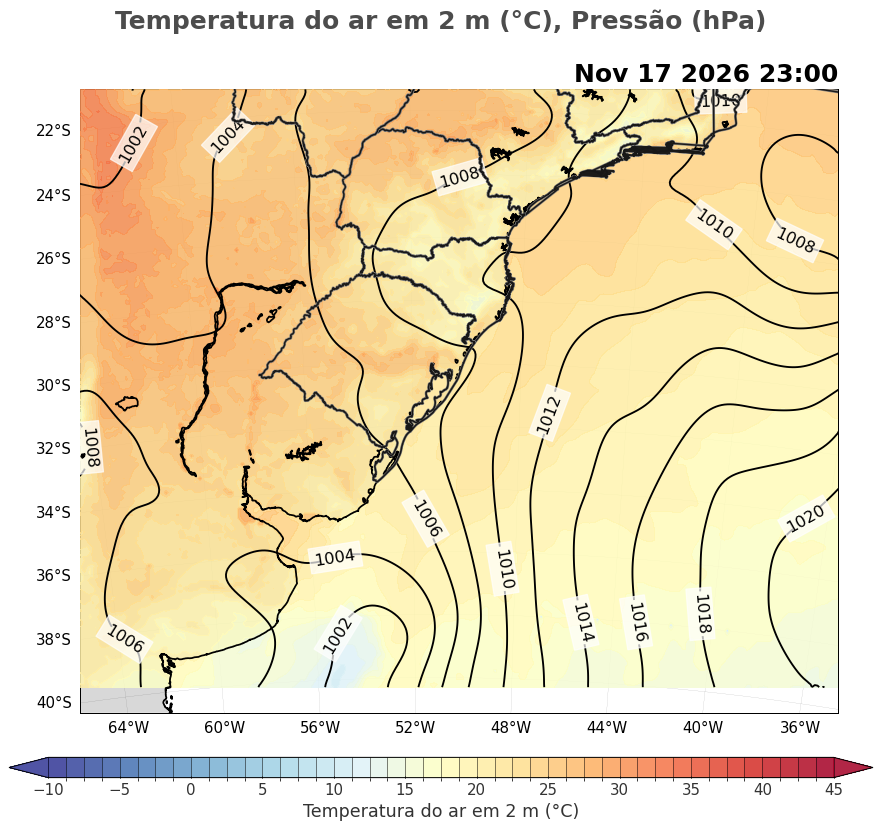 Temperatura do ar em 2 m (°C), Pressão (hPa)
Nov 17 2026 23:00
1010
22°S
1002
1004
24°S
1008
1010
1008
26°S
28°S
30°S
1012
32°S
1008
34°S
1006
1020
36°S
1004
1010
38°S
1006
1002
1014
1016
1018
40°S
64°W 60°W 56°W 52°W 48°W 44°W 40°W 36°W
−10 −5 0 5 10 15 20 25 30 35 40 45
Temperatura do ar em 2 m (°C)